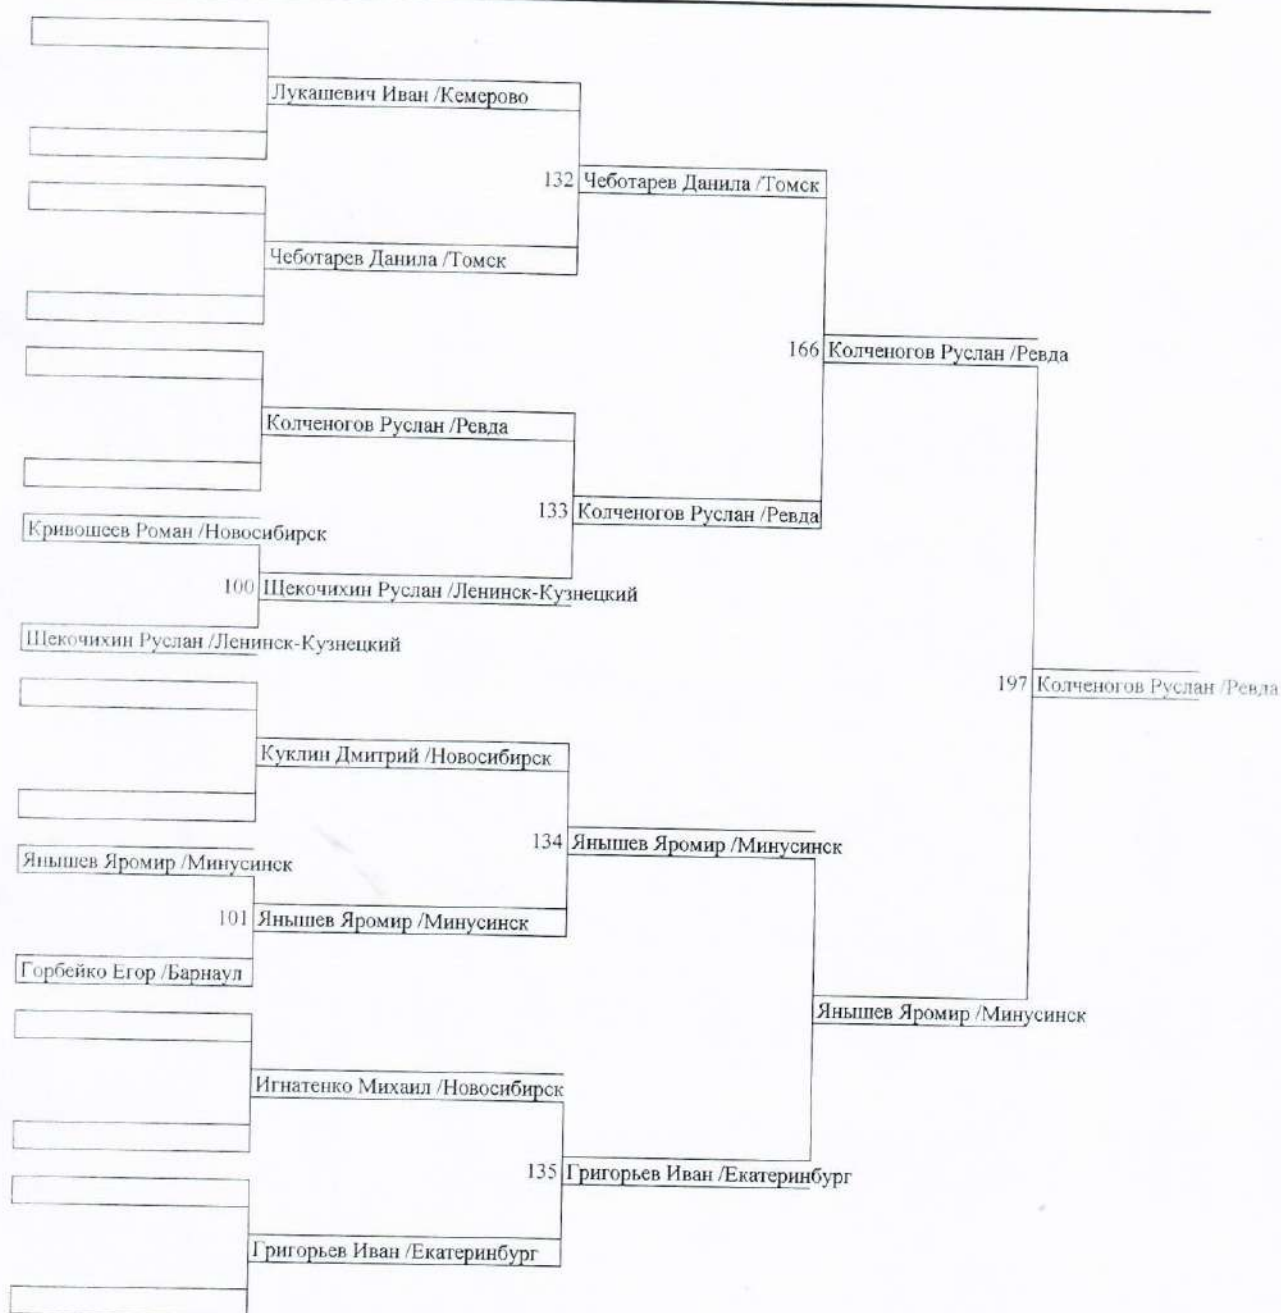 Лукашевич Иван /Кемерово
132 Чеботарев Данила /Томск
Чеботарев Данила /Томск
166 Колченогов Руслан /Ревда
Колченогов Руслан /Ревда
133 Колченогов Руслан /Ревда
Кривошеев Роман /Новосибирск
100 Щекочихин Руслан /Ленинск-Кузнецкий
Щекочихин Руслан /Ленинск-Кузнецкий
197 Колченогов Руслан /Ревда
Куклин Дмитрий /Новосибирск
134 Янышев Яромир /Минусинск
Янышев Яромир /Минусинск
101 Янышев Яромир /Минусинск
Горбейко Егор /Барнаул
Янышев Яромир /Минусинск
Игнатенко Михаил /Новосибирск
135 Григорьев Иван /Екатеринбург
Григорьев Иван /Екатеринбург